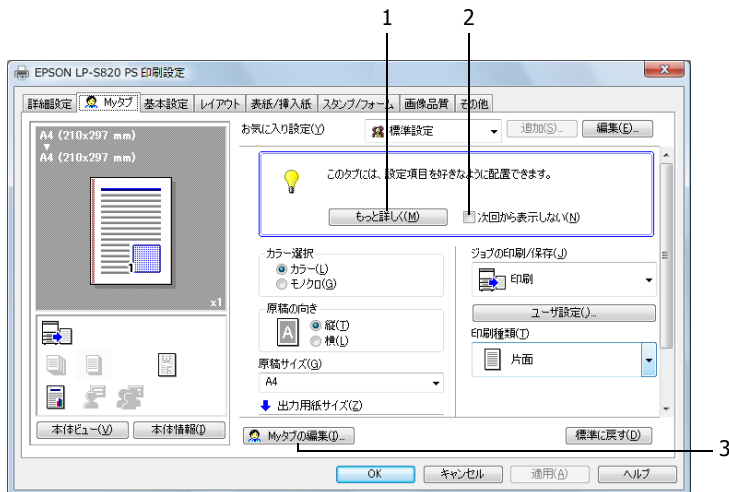 1 2
EPSON LP-S820 PS 印刷設定
詳細設定 Myタブ 基本設定 レイアウト 表紙/挿入紙 スタンプ/フォーム 画像品質 その他
A4 (210x297 mm)
A4 (210x297 mm)
1
x1
お気に入り設定(Y) 標準設定 追加(S)... 編集(E)...
このタブには、設定項目を好きなように配置できます。
もっと詳しく(M) 次回から表示しない(N)
カラー選択
カラー(L)
モノクロ(G)
原稿の向き
A
縦(T)
横(L)
原稿サイズ(G)
A4
出力用紙サイズ(Z)
ジョブの印刷/保存(J)
印刷
ユーザ設定()...
印刷種類(T)
片面
本体ビュー(V) 本体情報(I)
Myタブの編集(I)... 標準に戻す(D)
3
OK キャンセル 適用(A) ヘルプ